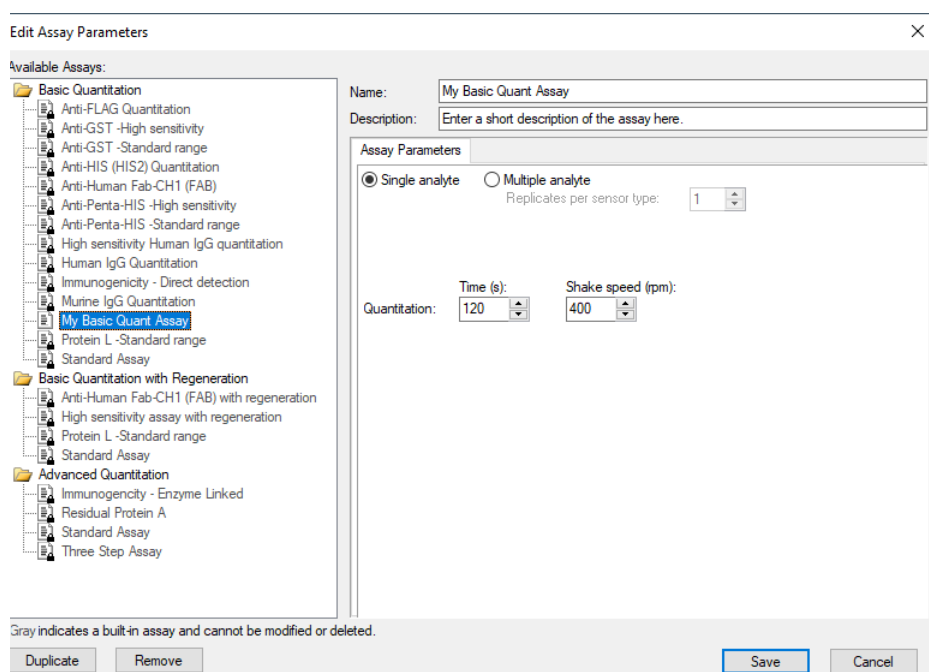 Edit Assay Parameters
Available Assays:
Basic Quantitation
Anti-FLAG Quantitation
Anti-GST -High sensitivity
Anti-GST -Standard range
Anti-HIS (HIS2) Quantitation
Anti-Human Fab-CH1 (FAB)
Anti-Penta-HIS -High sensitivity
Anti-Penta-HIS -Standard range
High sensitivity Human IgG quantitation
Human IgG Quantitation
Immunogenicity - Direct detection
Murine IgG Quantitation
My Basic Quant Assay
Protein L -Standard range
Standard Assay
Basic Quantitation with Regeneration
Anti-Human Fab-CH1 (FAB) with regeneration
High sensitivity assay with regeneration
Protein L -Standard range
Standard Assay
Advanced Quantitation
Immunogencity - Enzyme Linked
Residual Protein A
Standard Assay
Three Step Assay
Name: My Basic Quant Assay
Description: Enter a short description of the assay here.
Assay Parameters
Single analyte Multiple analyte
Replicates per sensor type: 1
Time (s): Shake speed (rpm):
Quantitation: 120 400
Gray indicates a built-in assay and cannot be modified or deleted.
Duplicate Remove Save Cancel